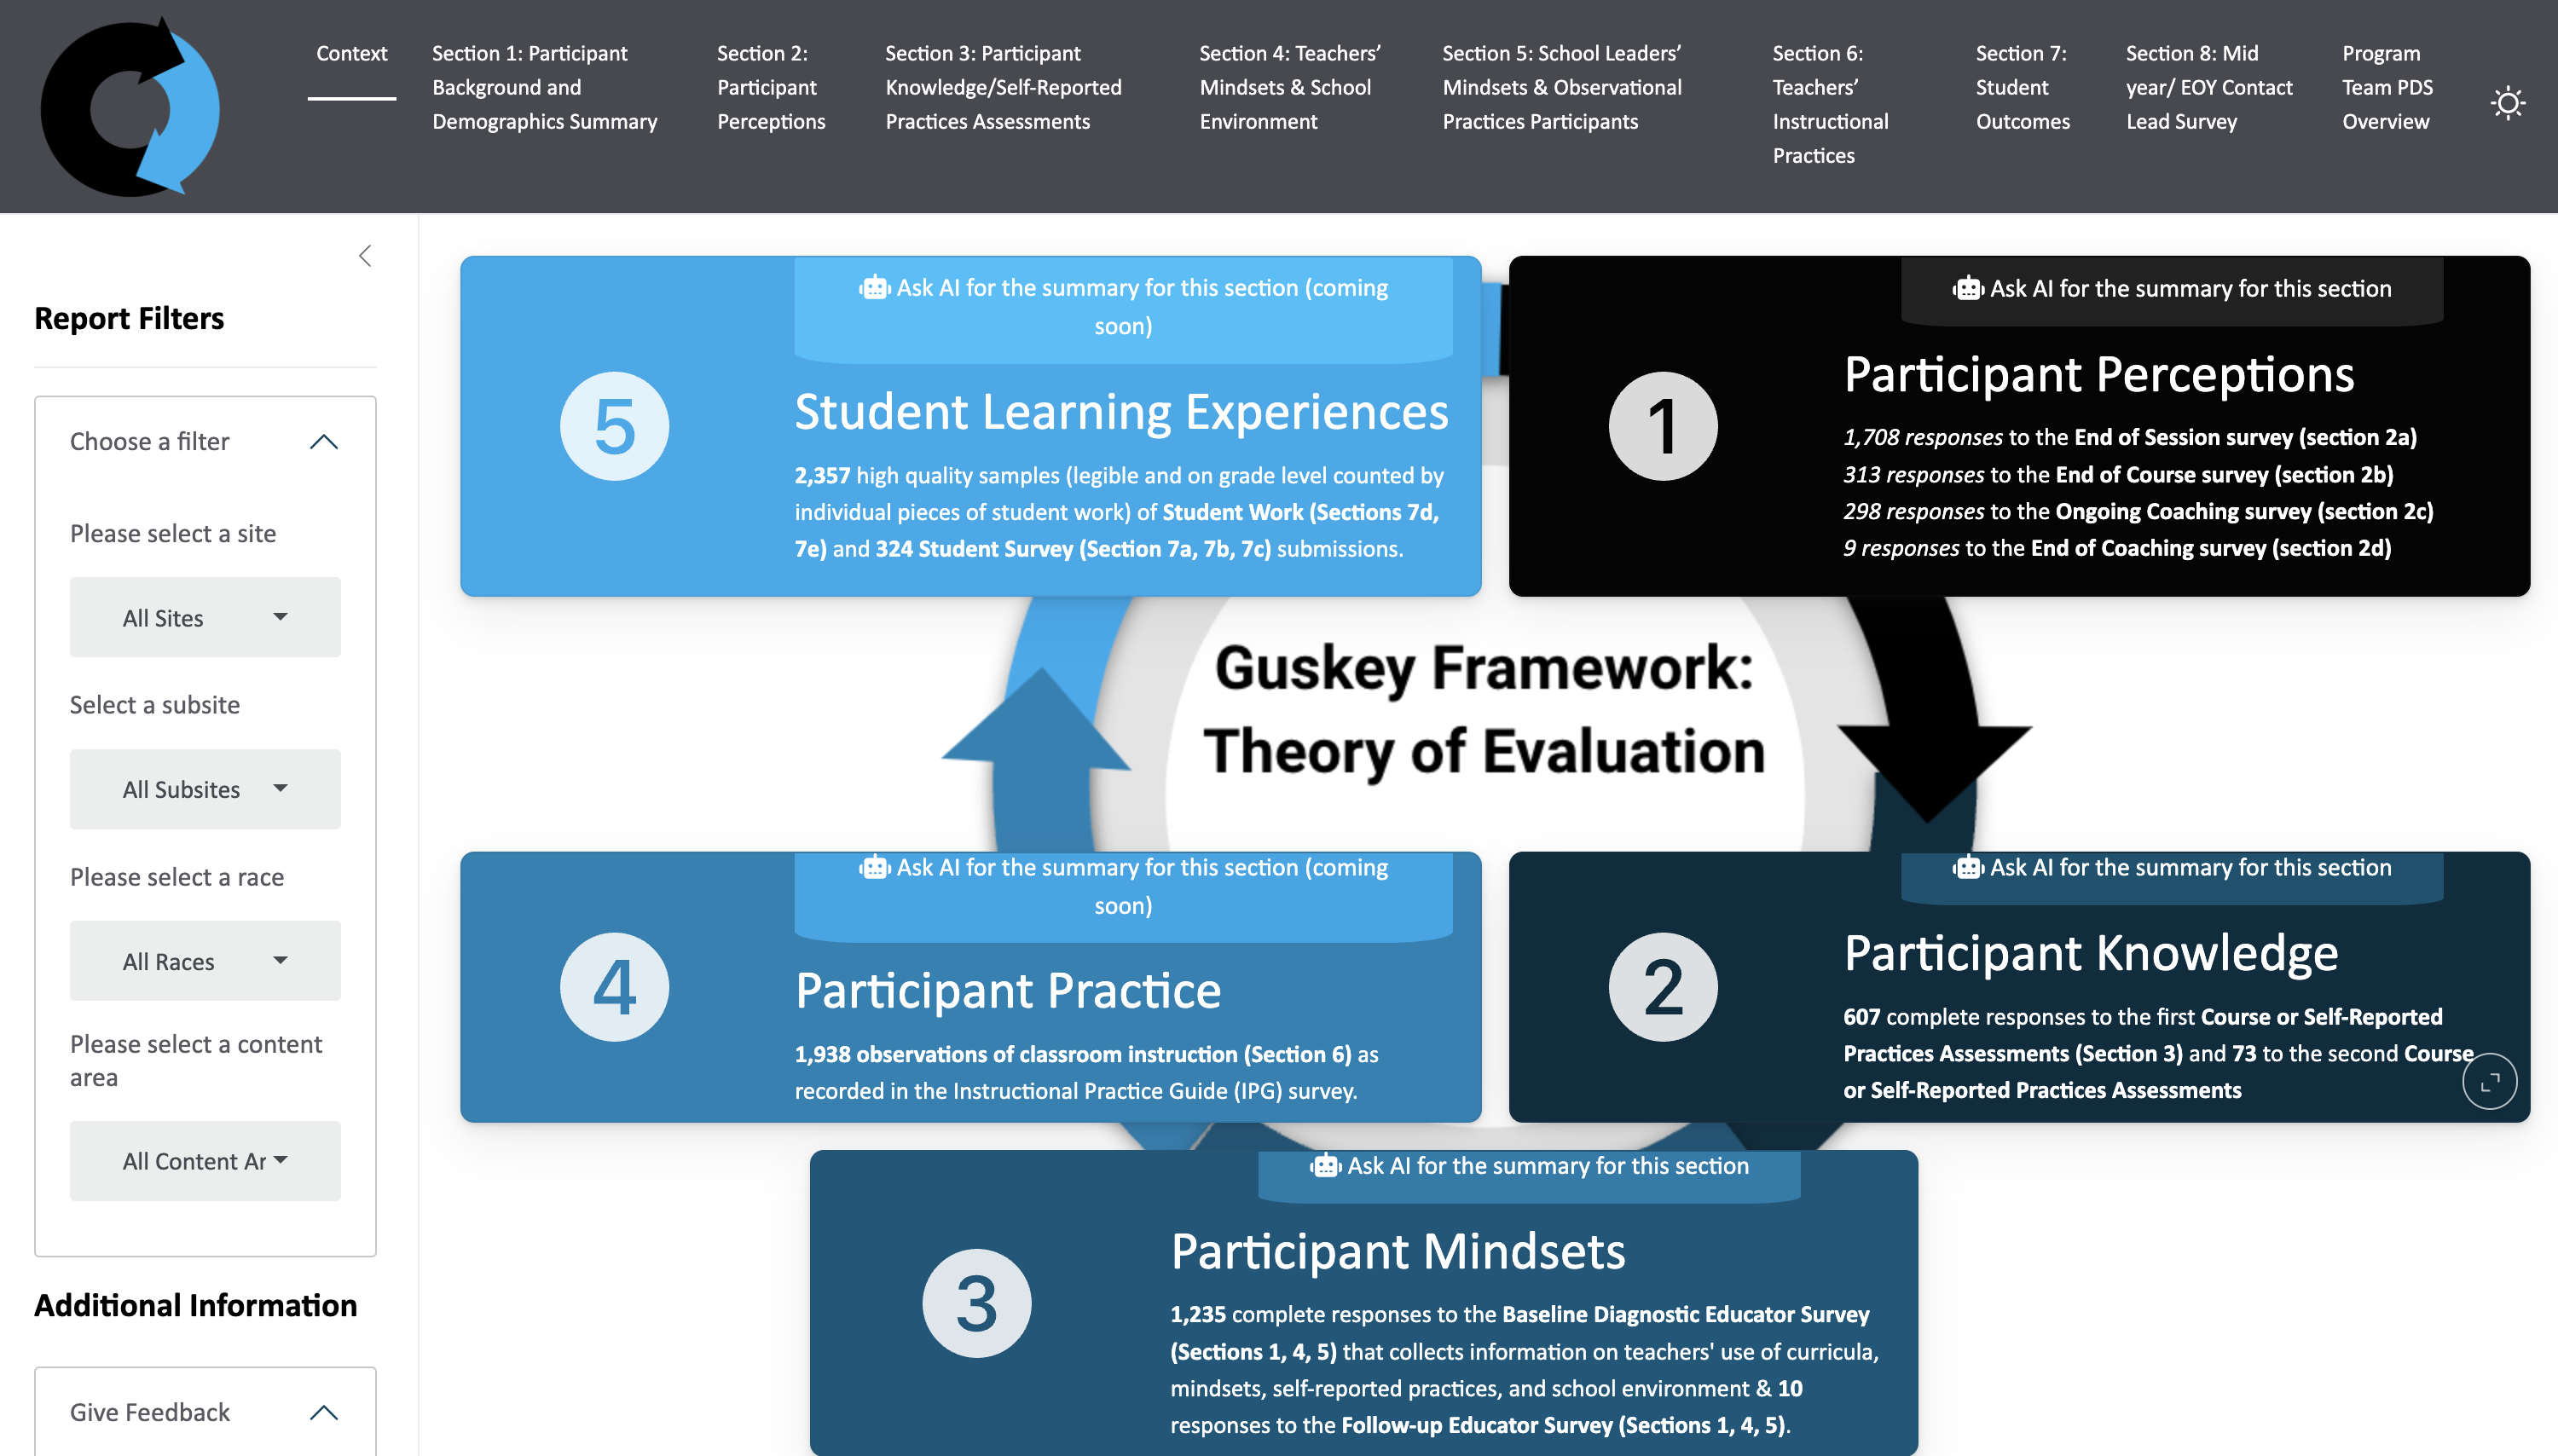 Context
Section 1: Participant
Background and
Demographics Summary
Section 2:
Participant
Perceptions
Section 3: Participant
Knowledge/Self-Reported
Practices Assessments
Section 4: Teachers’
Mindsets & School
Environment
Section 5: School Leaders’
Mindsets & Observational
Practices Participants
Section 6:
Teachers’
Instructional
Practices
Section 7:
Student
Outcomes
Section 8: Mid
year/ EOY Contact
Lead Survey
Program
Team PDS
Overview
Report Filters
Choose a filter
Please select a site
All Sites
Select a subsite
All Subsites
Please select a race
All Races
Please select a content
area
All Content Ar
Additional Information
Give Feedback
Ask AI for the summary for this section (coming
soon)
5
Student Learning Experiences
2,357 high quality samples (legible and on grade level counted by
individual pieces of student work) of Student Work (Sections 7d,
7e) and 324 Student Survey (Section 7a, 7b, 7c) submissions.
Ask AI for the summary for this section
1
Participant Perceptions
1,708 responses to the End of Session survey (section 2a)
313 responses to the End of Course survey (section 2b)
298 responses to the Ongoing Coaching survey (section 2c)
9 responses to the End of Coaching survey (section 2d)
Guskey Framework:
Theory of Evaluation
Ask AI for the summary for this section (coming
soon)
4
Participant Practice
1,938 observations of classroom instruction (Section 6) as
recorded in the Instructional Practice Guide (IPG) survey.
Ask AI for the summary for this section
2
Participant Knowledge
607 complete responses to the first Course or Self-Reported
Practices Assessments (Section 3) and 73 to the second Course
or Self-Reported Practices Assessments
Ask AI for the summary for this section
3
Participant Mindsets
1,235 complete responses to the Baseline Diagnostic Educator Survey
(Sections 1, 4, 5) that collects information on teachers' use of curricula,
mindsets, self-reported practices, and school environment & 10
responses to the Follow-up Educator Survey (Sections 1, 4, 5).